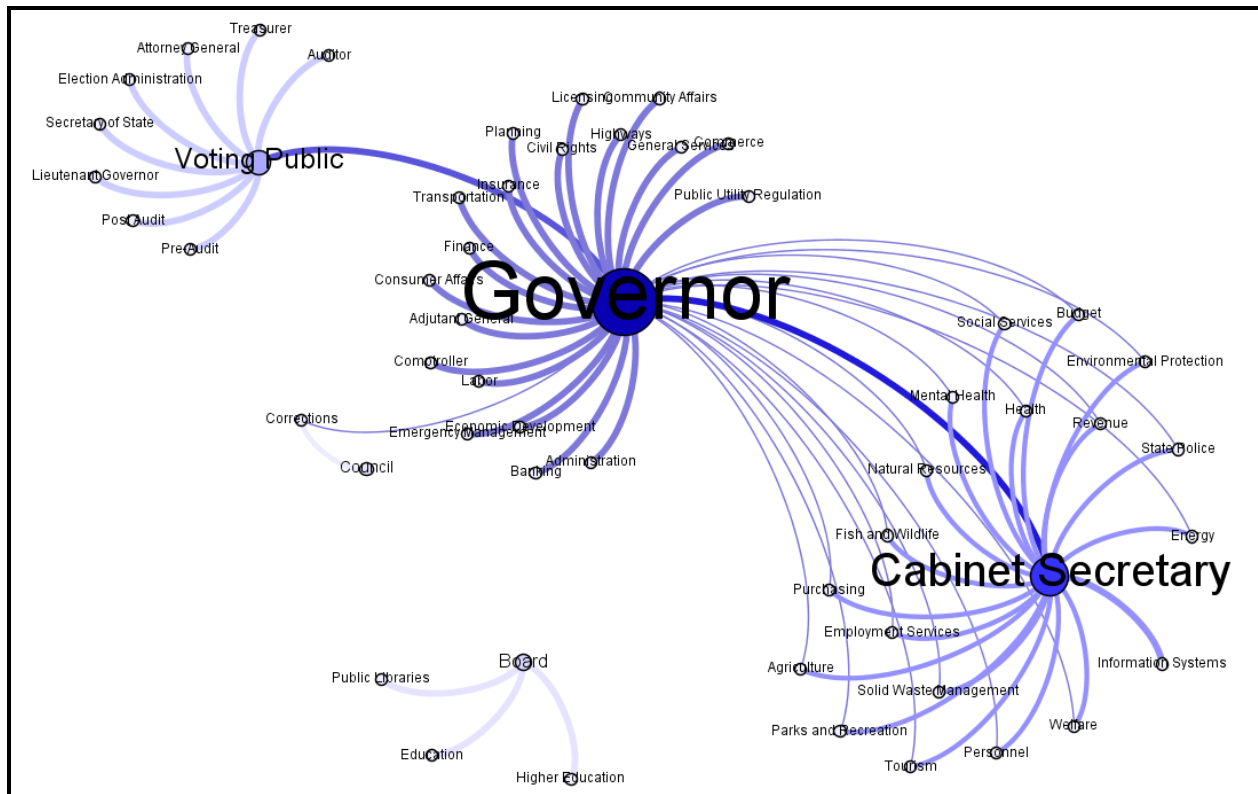 Treasurer
Attorney General
Auditor
Election Administration
Secretary of State
Voting Public
Lieutenant Governor
Post Audit
Pre-Audit
Licensing
Community Affairs
Planning
Highways
Civil Rights
General Services
Commerce
Insurance
Transportation
Public Utility Regulation
Finance
Consumer Affairs
Governor
Adjutant General
Comptroller
Labor
Corrections
Economic Development
Emergency Management
Council
Banking
Administration
Social Services
Budget
Environmental Protection
Mental Health
Health
Revenue
State Police
Natural Resources
Fish and Wildlife
Energy
Cabinet Secretary
Purchasing
Employment Services
Board
Public Libraries
Agriculture
Information Systems
Solid Waste Management
Parks and Recreation
Welfare
Education
Higher Education
Personnel
Tourism